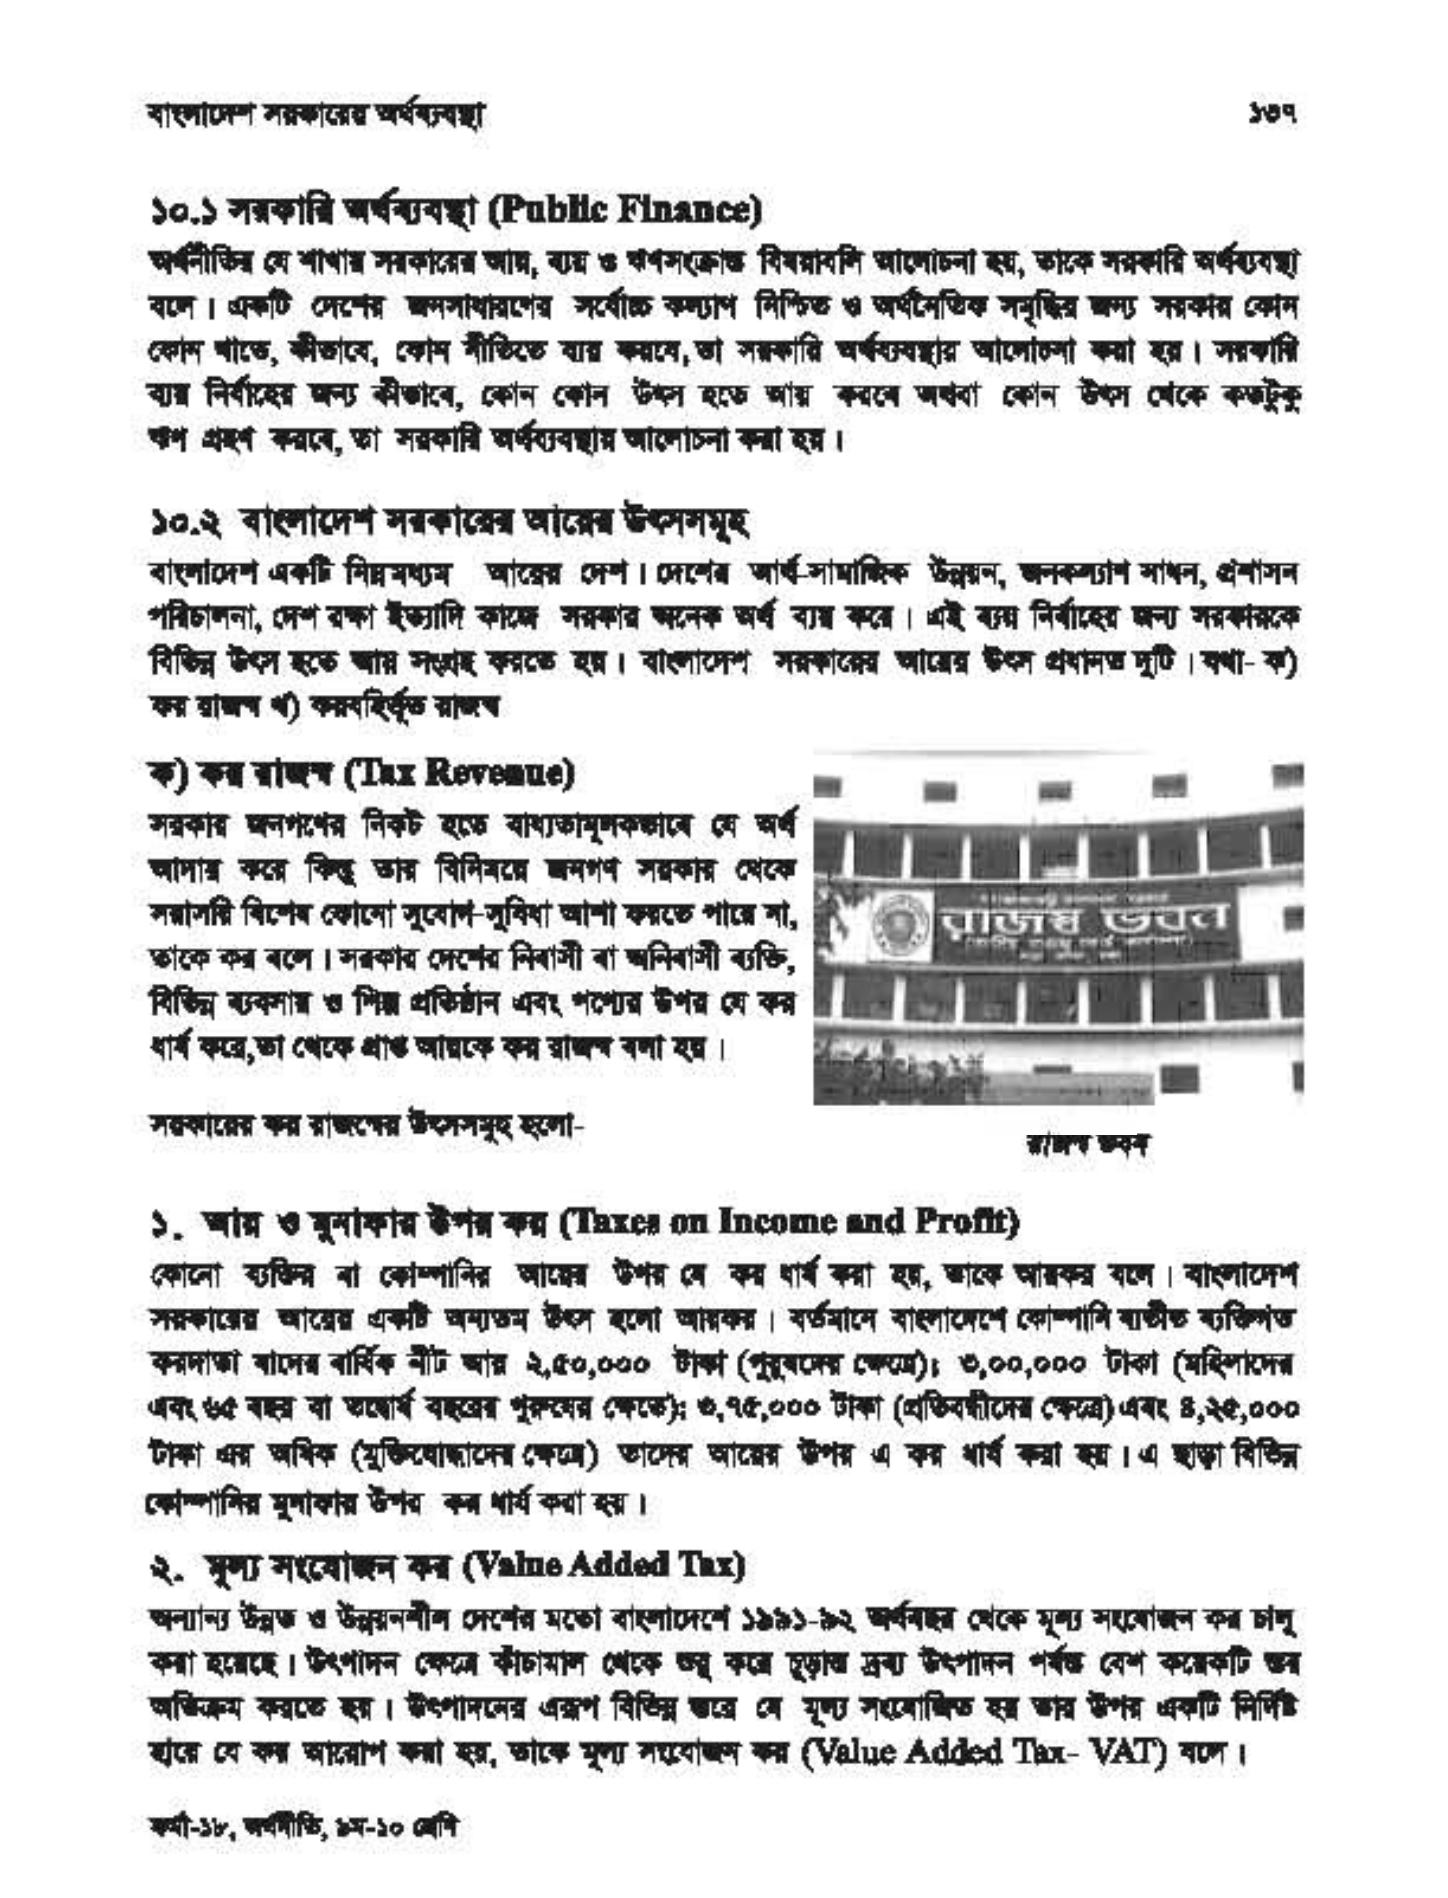 বাংলাদেশ সরকারের অর্থব্যবস্থা ১৩৭
১০.১ সরকারি অর্থব্যবস্থা (Public Finance)
অর্থনীতির যে শাখায় সরকারের আয়, ব্যয় ও ঋণসংক্রান্ত বিষয়াবলি আলোচনা হয়, তাকে সরকারি অর্থব্যবস্থা
বলে। একটি দেশের জনসাধারণের সর্বোচ্চ কল্যাণ নিশ্চিত ও অর্থনৈতিক সমৃদ্ধির জন্য সরকার কোন
কোন খাতে, কীভাবে, কোন নীতিতে ব্যয় করবে, তা সরকারি অর্থব্যবস্থায় আলোচনা করা হয়। সরকারি
ব্যয় নির্বাহের জন্য কীভাবে, কোন কোন উৎস হতে আয় করবে অথবা কোন উৎস থেকে কতটুকু
ঋণ গ্রহণ করবে, তা সরকারি অর্থব্যবস্থায় আলোচনা করা হয়।
১০.২ বাংলাদেশ সরকারের আয়ের উৎসসমূহ
বাংলাদেশ একটি নিম্নমধ্যম আয়ের দেশ। দেশের আর্থ-সামাজিক উন্নয়ন, জনকল্যাণ সাধন, প্রশাসন
পরিচালনা, দেশ রক্ষা ইত্যাদি কাজে সরকার অনেক অর্থ ব্যয় করে। এই ব্যয় নির্বাহের জন্য সরকারকে
বিভিন্ন উৎস হতে আয় সংগ্রহ করতে হয়। বাংলাদেশ সরকারের আয়ের উৎস প্রধানত দুটি। যথা- ক)
কর রাজস্ব খ) করবহির্ভূত রাজস্ব
ক) কর রাজস্ব (Tax Revenue)
সরকার জনগণের নিকট হতে বাধ্যতামূলকভাবে যে অর্থ
আদায় করে কিন্তু তার বিনিময়ে জনগণ সরকার থেকে
সরাসরি বিশেষ কোনো সুযোগ-সুবিধা আশা করতে পারে না,
তাকে কর বলে। সরকার দেশের নিবাসী বা অনিবাসী ব্যক্তি,
বিভিন্ন ব্যবসায় ও শিল্প প্রতিষ্ঠান এবং পণ্যের উপর যে কর
ধার্য করে,তা থেকে প্রাপ্ত আয়কে কর রাজস্ব বলা হয়।
রাজস্ব ভবন
রাজস্ব ভবন
সরকারের কর রাজস্বের উৎসসমূহ হলো-
১. আয় ও মুনাফার উপর কর (Taxes on Income and Profit)
কোনো ব্যক্তির বা কোম্পানির আয়ের উপর যে কর ধার্য করা হয়, তাকে আয়কর বলে। বাংলাদেশ
সরকারের আয়ের একটি অন্যতম উৎস হলো আয়কর। বর্তমানে বাংলাদেশে কোম্পানি ব্যতীত ব্যক্তিগত
করদাতা যাদের বার্ষিক নীট আয় ২,৫০,০০০ টাকা (পুরুষদের ক্ষেত্রে); ৩,০০,০০০ টাকা (মহিলাদের
এবং ৬৫ বছর বা তদোর্ধ বছরের পুরুষের ক্ষেতে); ৩,৭৫,০০০ টাকা (প্রতিবন্ধীদের ক্ষেত্রে) এবং ৪,২৫,০০০
টাকা এর অধিক (মুক্তিযোদ্ধাদের ক্ষেত্রে) তাদের আয়ের উপর এ কর ধার্য করা হয়। এ ছাড়া বিভিন্ন
কোম্পানির মুনাফার উপর কর ধার্য করা হয়।
২. মূল্য সংযোজন কর (Value Added Tax)
অন্যান্য উন্নত ও উন্নয়নশীল দেশের মতো বাংলাদেশে ১৯৯১-৯২ অর্থবছর থেকে মূল্য সংযোজন কর চালু
করা হয়েছে। উৎপাদন ক্ষেত্রে কাঁচামাল থেকে শুরু করে চূড়ান্ত দ্রব্য উৎপাদন পর্যন্ত বেশ কয়েকটি স্তর
অতিক্রম করতে হয়। উৎপাদনের এরূপ বিভিন্ন স্তরে যে মূল্য সংযোজিত হয় তার উপর একটি নির্দিষ্ট
হারে যে কর আরোপ করা হয়, তাকে মূল্য সংযোজন কর (Value Added Tax- VAT) বলে।
ফর্মা-১৮, অর্থনীতি, ৯ম-১০ শ্রেণি